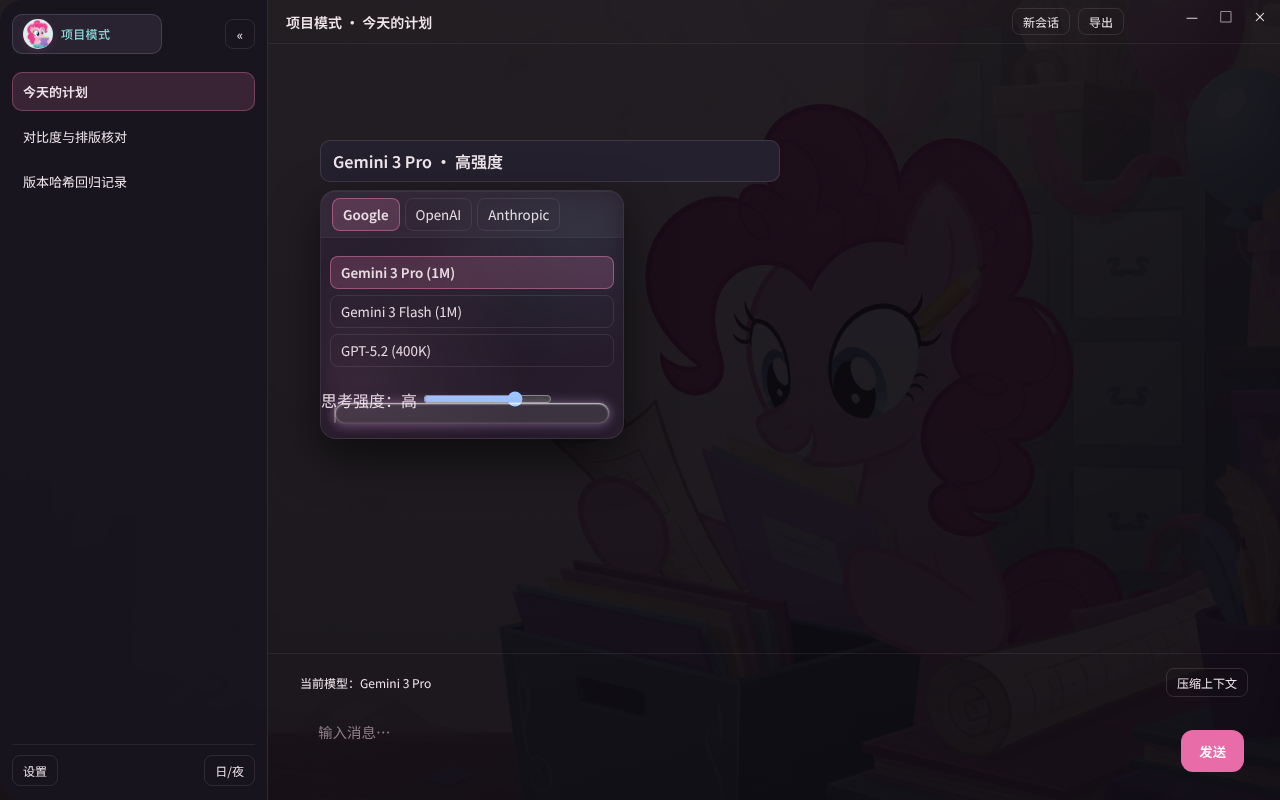 项目模式
«
今天的计划
对比度与排版核对
版本哈希回归记录
设置
日/夜
项目模式 • 今天的计划
新会话
导出
Gemini 3 Pro • 高强度
Google
OpenAI
Anthropic
Gemini 3 Pro (1M)
Gemini 3 Flash (1M)
GPT-5.2 (400K)
思考强度：高
当前模型：Gemini 3 Pro
压缩上下文
输入消息…
发送